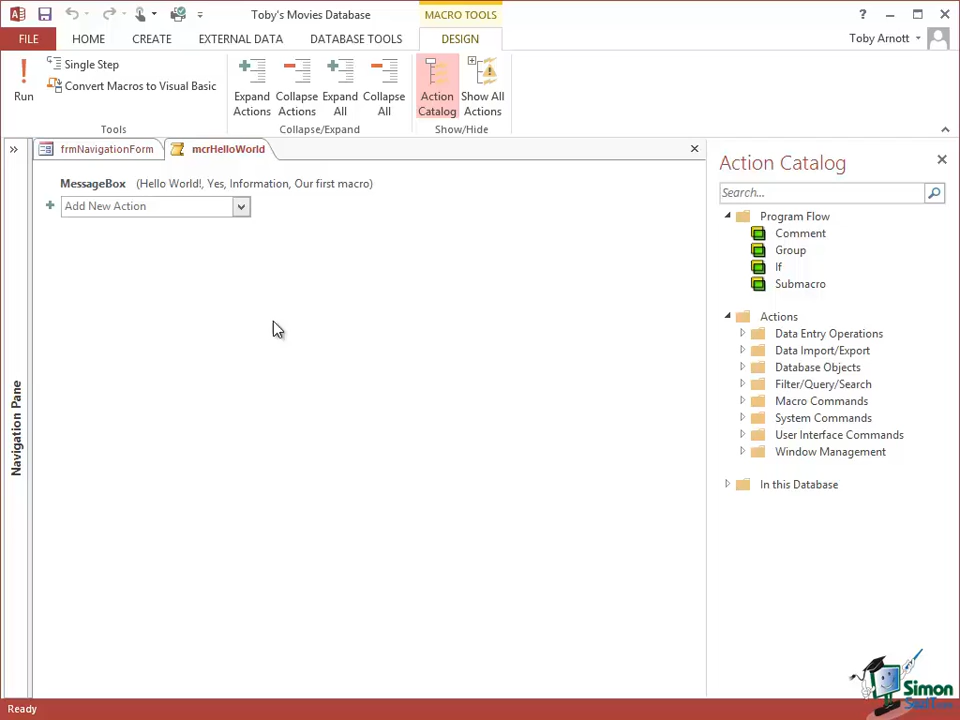 Toby's Movies Database
MACRO TOOLS
?
FILE
HOME
CREATE
EXTERNAL DATA
DATABASE TOOLS
DESIGN
Toby Arnott
Run
Single Step
Convert Macros to Visual Basic
Tools
Expand Actions
Collapse Actions
Expand All
Collapse All
Collapse/Expand
Action Catalog
Show All Actions
Show/Hide
frmNavigationForm
mcrHelloWorld
MessageBox (Hello World!, Yes, Information, Our first macro)
Add New Action
Navigation Pane
Action Catalog
Search...
Program Flow
Comment
Group
If
Submacro
Actions
Data Entry Operations
Data Import/Export
Database Objects
Filter/Query/Search
Macro Commands
System Commands
User Interface Commands
Window Management
In this Database
Ready
Simon